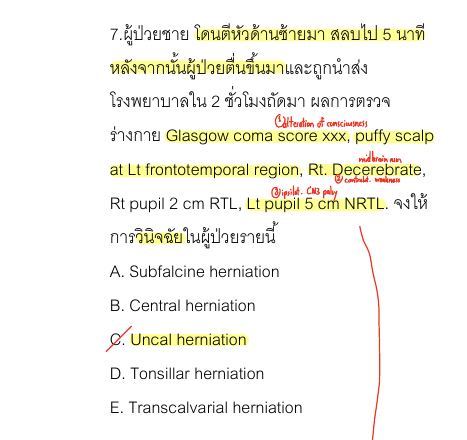 7.ผู้ป่วยชาย โดนตีหัวด้านซ้ายมา สลบไป 5 นาที
หลังจากนั้นผู้ป่วยตื่นขึ้นมาและถูกนำส่ง
โรงพยาบาลใน 2 ชั่วโมงถัดมา ผลการตรวจ
① alteration of consciousness
ร่างกาย Glasgow coma score xxx, puffy scalp
midbrain
at Lt frontotemporal region, Rt. Decerebrate,
② contralat. weakness
③ ipsilat. CN3 palsy
Rt pupil 2 cm RTL, Lt pupil 5 cm NRTL. จงให้
การวินิจฉัยในผู้ป่วยรายนี้
A. Subfalcine herniation
B. Central herniation
C. Uncal herniation
D. Tonsillar herniation
E. Transcalvarial herniation